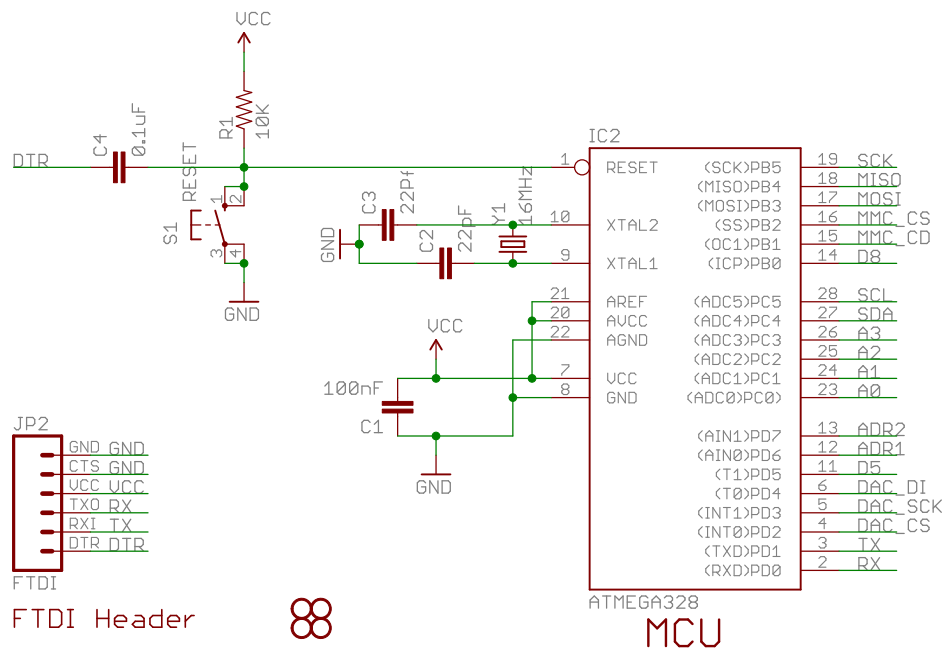 VCC
R1
10K
C4
0.1uF
DTR
RESET
S1
1
2
3
4
GND
GND
C3
22Pf
C2
22pF
Y1
16MHz
VCC
100nF
C1
GND
IC2
1 RESET
10 XTAL2
9 XTAL1
21 AREF
20 AVCC
22 AGND
7 VCC
8 GND
(SCK)PB5 19 SCK
(MISO)PB4 18 MISO
(MOSI)PB3 17 MOSI
(SS)PB2 16 MMC_CS
(OC1)PB1 15 MMC_CD
(ICP)PB0 14 D8
(ADC5)PC5 28 SCL
(ADC4)PC4 27 SDA
(ADC3)PC3 26 A3
(ADC2)PC2 25 A2
(ADC1)PC1 24 A1
(ADC0)PC0) 23 A0
(AIN1)PD7 13 ADR2
(AIN0)PD6 12 ADR1
(T1)PD5 11 D5
(T0)PD4 6 DAC_DI
(INT1)PD3 5 DAC_SCK
(INT0)PD2 4 DAC_CS
(TXD)PD1 3 TX
(RXD)PD0 2 RX
ATMEGA328
MCU
JP2
GND GND
CTS GND
VCC VCC
TXO RX
RXI TX
DTR DTR
FTDI
FTDI Header